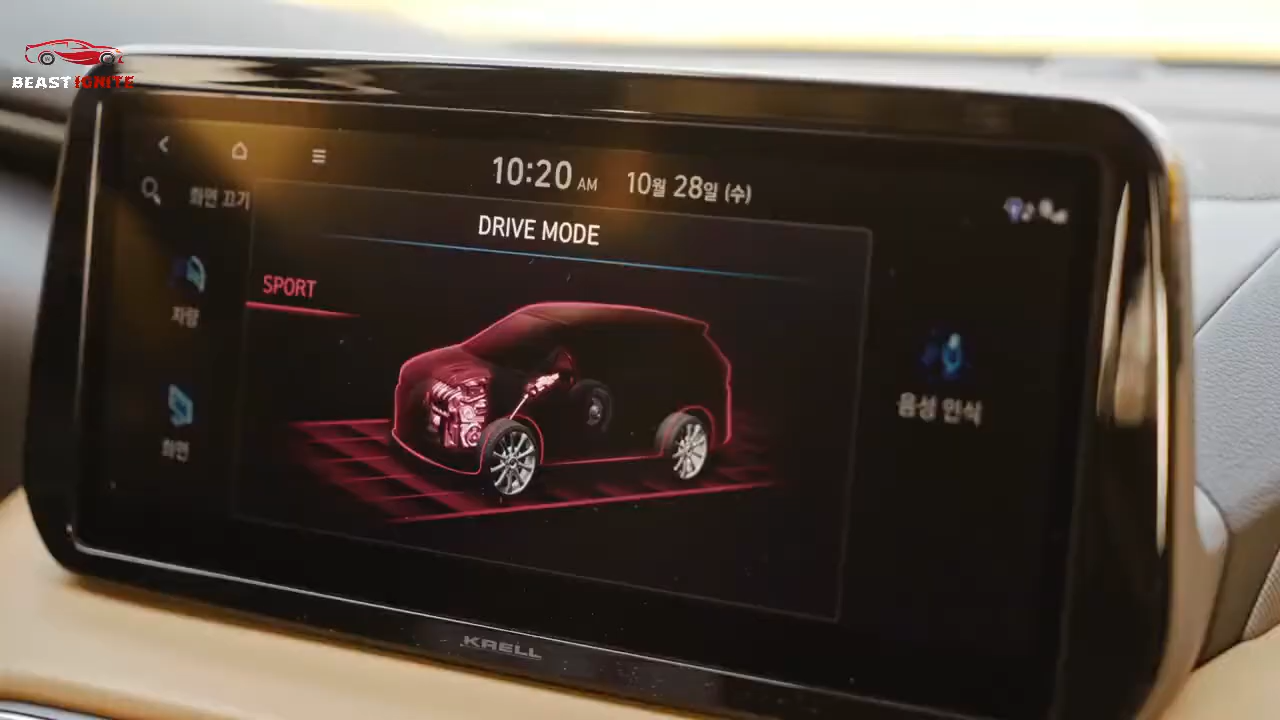 BEAST IGNITE
10:20 AM 10월 28일 (수)
화면 끄기
DRIVE MODE
SPORT
차량
화면
음성 인식
KRELL